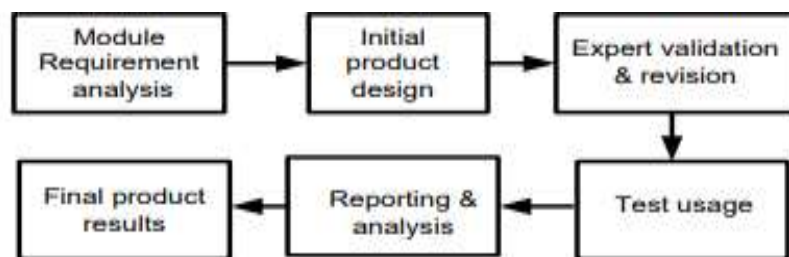 Module
Requirement
analysis
Initial
product
design
Expert validation
& revision
Test usage
Reporting &
analysis
Final product
results